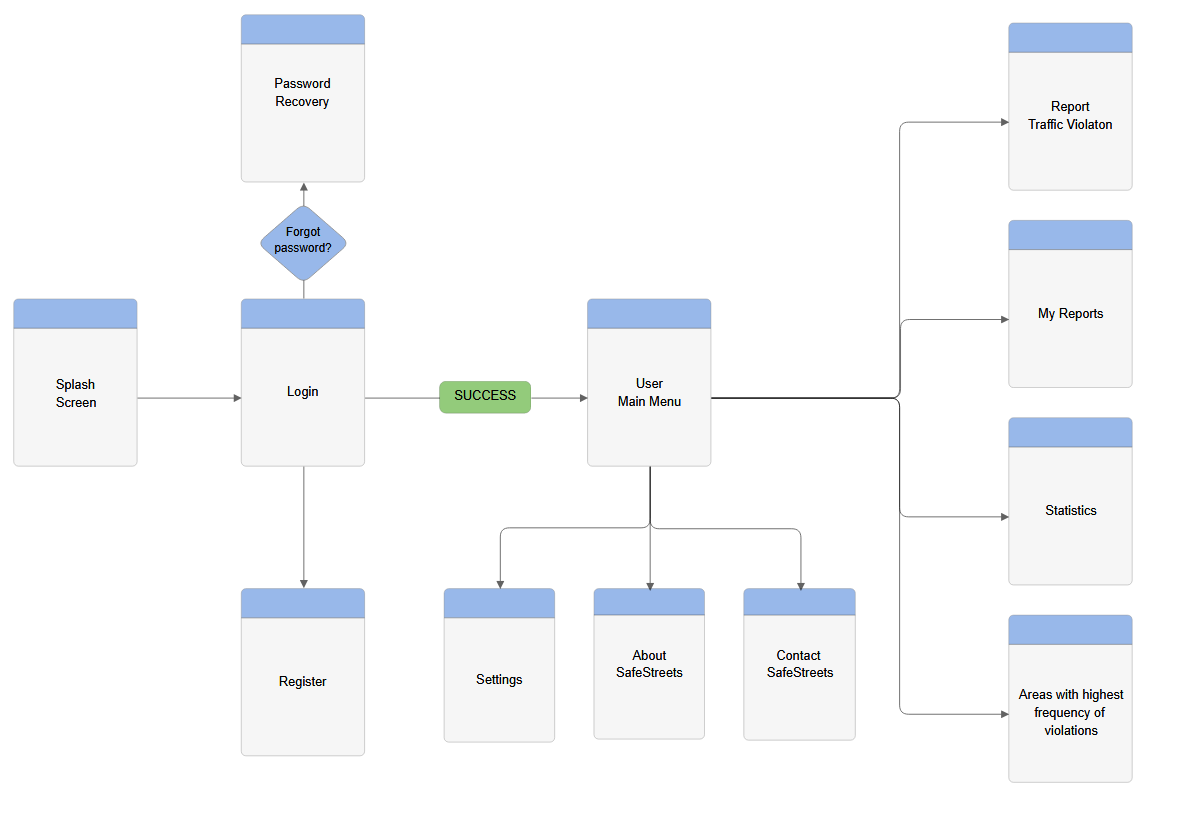 Password
Recovery
Report
Traffic Violaton
Forgot
password?
My Reports
Splash
Screen
Login
SUCCESS
User
Main Menu
Statistics
Register
Settings
About
SafeStreets
Contact
SafeStreets
Areas with highest
frequency of
violations